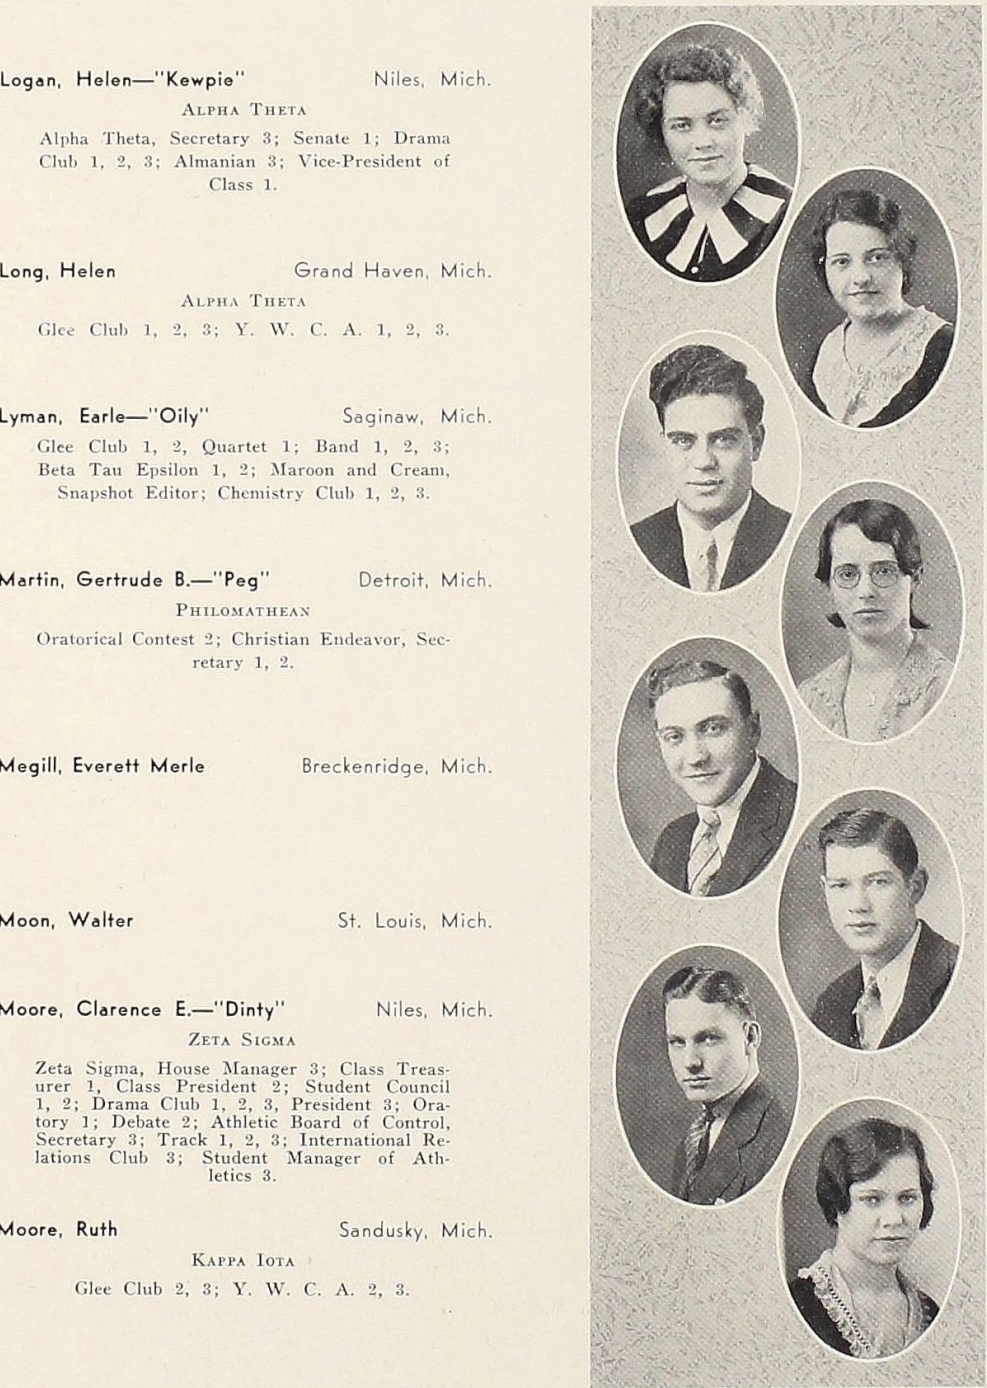 Logan, Helen—"Kewpie" Niles, Mich.
Alpha Theta
Alpha Theta, Secretary 3; Senate 1; Drama
Club 1, 2, 3; Almanian 3; Vice-President of
Class 1.
Long, Helen Grand Haven, Mich.
Alpha Theta
Glee Club 1, 2, 3; Y. W. C. A. 1, 2, 3.
Lyman, Earle—"Oily" Saginaw, Mich.
Glee Club 1, 2, Quartet 1; Band 1, 2, 3;
Beta Tau Epsilon 1, 2; Maroon and Cream,
Snapshot Editor; Chemistry Club 1, 2, 3.
Martin, Gertrude B.—"Peg" Detroit, Mich.
Philomathean
Oratorical Contest 2; Christian Endeavor, Sec-
retary 1, 2.
Megill, Everett Merle Breckenridge, Mich.
Moon, Walter St. Louis, Mich.
Moore, Clarence E.—"Dinty" Niles, Mich.
Zeta Sigma
Zeta Sigma, House Manager 3; Class Treas-
urer 1, Class President 2; Student Council
1, 2; Drama Club 1, 2, 3, President 3; Ora-
tory 1; Debate 2; Athletic Board of Control,
Secretary 3; Track 1, 2, 3; International Re-
lations Club 3; Student Manager of Ath-
letics 3.
Moore, Ruth Sandusky, Mich.
Kappa Iota
Glee Club 2, 3; Y. W. C. A. 2, 3.